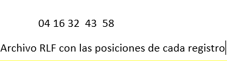 04 16 32 43 58
Archivo RLF con las posiciones de cada registro